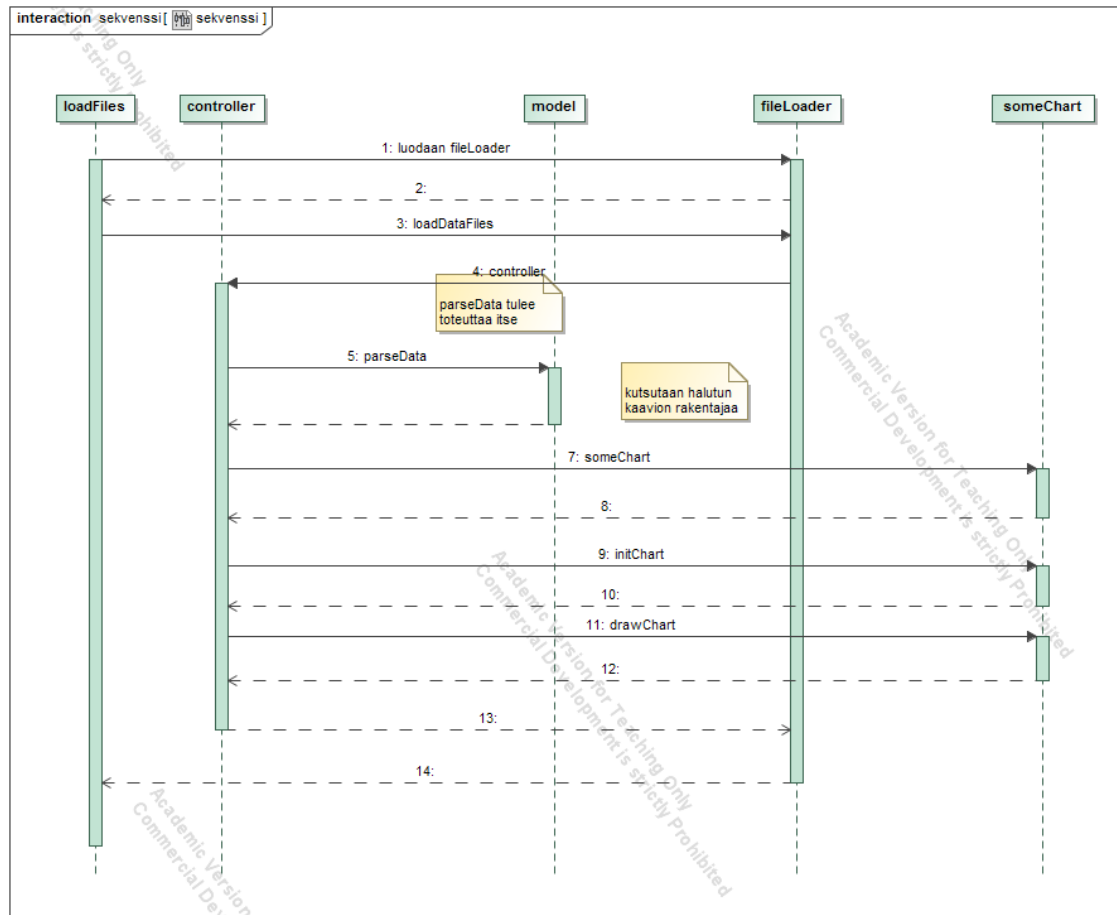 interaction sekvenssi[ sekvenssi ]
loadFiles
controller
model
fileLoader
someChart
1: luodaan fileLoader
2:
3: loadDataFiles
4: controller
parseData tulee
toteuttaa itse
5: parseData
kutsutaan halutun
kaavion rakentajaa
7: someChart
8:
9: initChart
10:
11: drawChart
12:
13:
14:
Teaching Only
is strictly Prohibited
Academic Version for Teaching Only
Commercial Development is strictly Prohibited
Academic Version for Teaching Only
Commercial Development is strictly Prohibited
Academic Version
Commercial